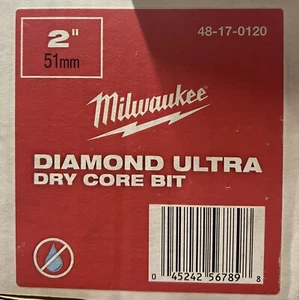 2"
51mm
48-17-0120
Milwaukee
DIAMOND ULTRA
DRY CORE BIT
0 45242 56789 8